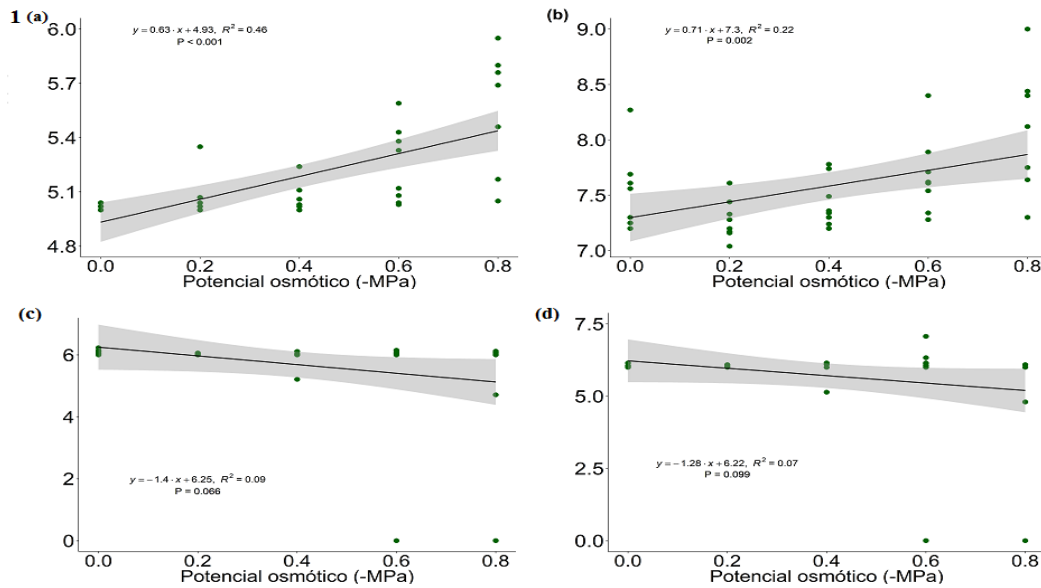 1 (a)
y = 0.63 · x + 4.93, R² = 0.46
P < 0.001
6.0
5.7
5.4
5.1
4.8
0.0 0.2 0.4 0.6 0.8
Potencial osmótico (-MPa)
(b)
y = 0.71 · x + 7.3, R² = 0.22
P = 0.002
9.0
8.5
8.0
7.5
7.0
0.0 0.2 0.4 0.6 0.8
Potencial osmótico (-MPa)
(c)
6
4
2
0
y = −1.4 · x + 6.25, R² = 0.09
P = 0.066
0.0 0.2 0.4 0.6 0.8
Potencial osmótico (-MPa)
(d)
7.5
5.0
2.5
0.0
y = −1.28 · x + 6.22, R² = 0.07
P = 0.099
0.0 0.2 0.4 0.6 0.8
Potencial osmótico (-MPa)